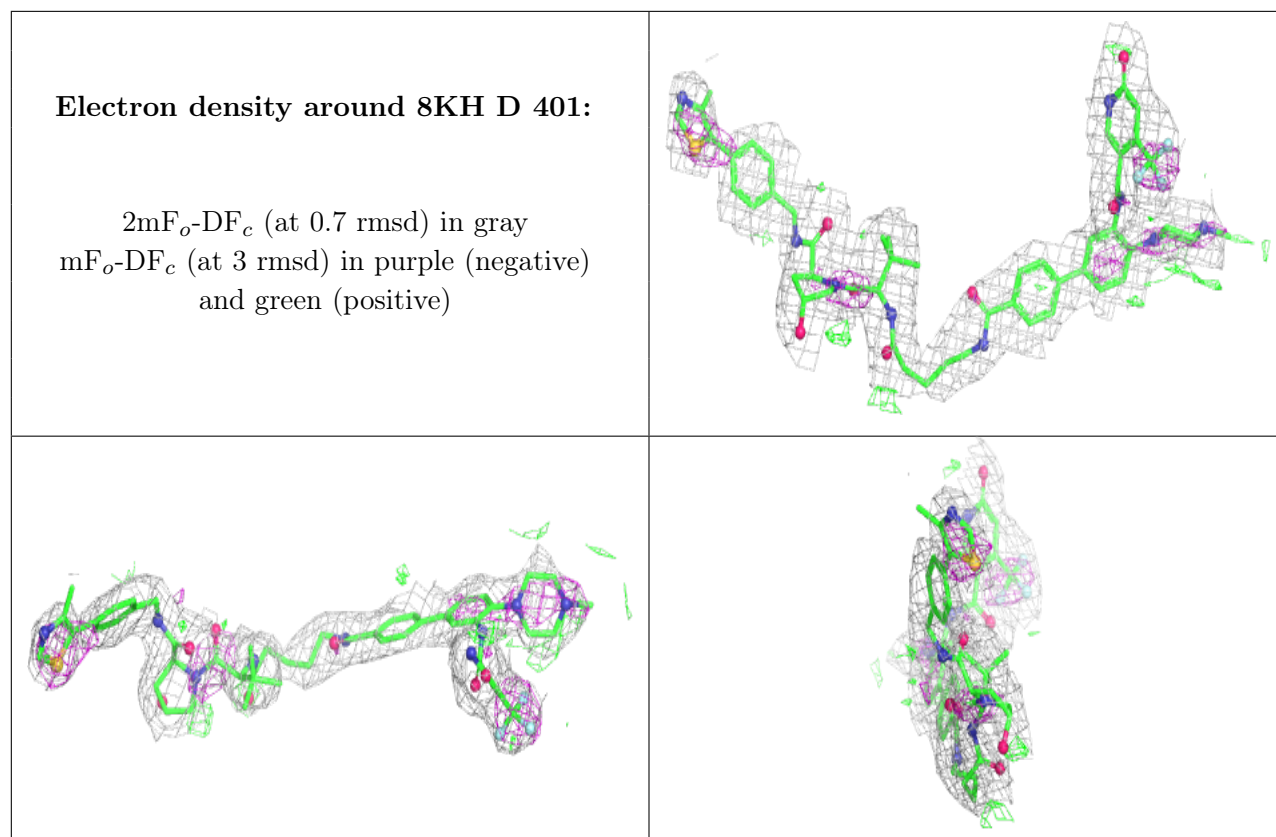 Electron density around 8KH D 401:
2mFₒ-DF𝒸 (at 0.7 rmsd) in gray
mFₒ-DF𝒸 (at 3 rmsd) in purple (negative)
and green (positive)